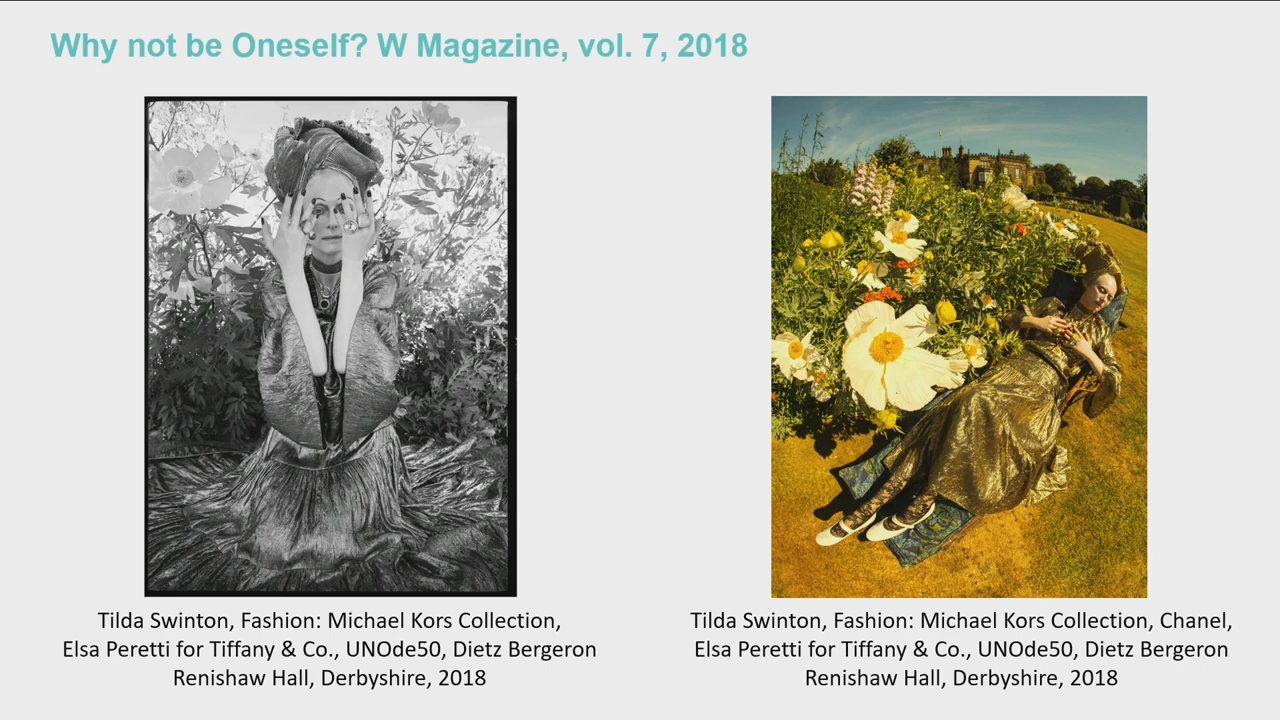 Why not be Oneself? W Magazine, vol. 7, 2018
Tilda Swinton, Fashion: Michael Kors Collection,
Elsa Peretti for Tiffany & Co., UNOde50, Dietz Bergeron
Renishaw Hall, Derbyshire, 2018
Tilda Swinton, Fashion: Michael Kors Collection, Chanel,
Elsa Peretti for Tiffany & Co., UNOde50, Dietz Bergeron
Renishaw Hall, Derbyshire, 2018